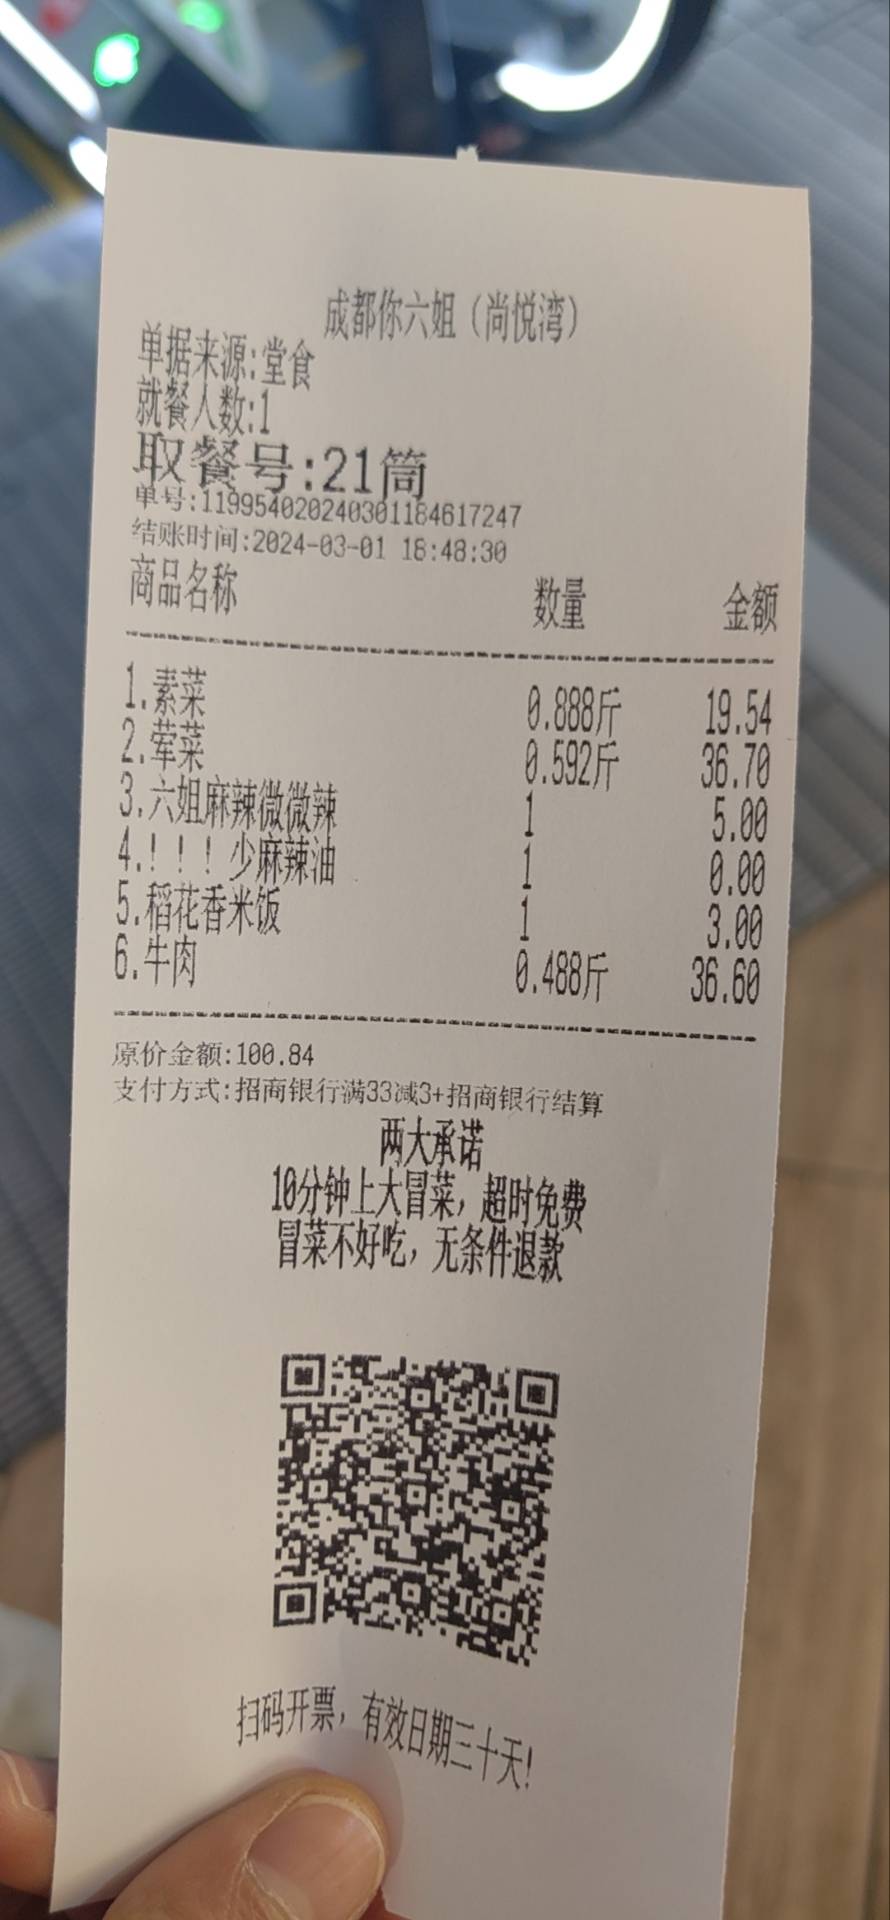 成都你六姐（尚悦湾）
单据来源:堂食
就餐人数:1
取餐号:21筒
单号:119954020240301184617247
结账时间:2024-03-01 18:48:30
商品名称 数量 金额
1.素菜 0.888斤 19.54
2.荤菜 0.592斤 36.70
3.六姐麻辣微微辣 1 5.00
4.！！！少麻辣油 1 0.00
5.稻花香米饭 1 3.00
6.牛肉 0.488斤 36.60
原价金额:100.84
支付方式:招商银行满33减3+招商银行结算
两大承诺
10分钟上大冒菜，超时免费
冒菜不好吃，无条件退款
扫码开票，有效日期三十天!